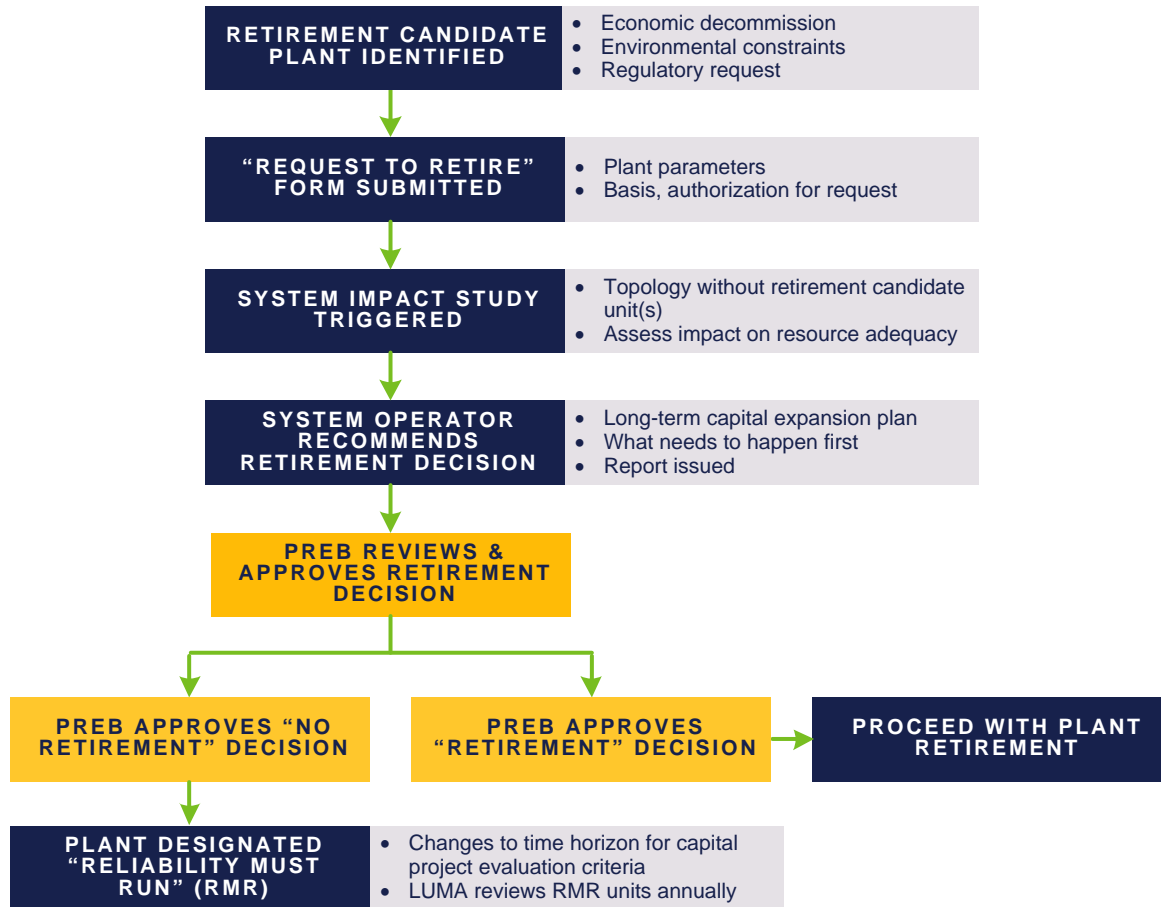 RETIREMENT CANDIDATE
PLANT IDENTIFIED
• Economic decommission
• Environmental constraints
• Regulatory request
“REQUEST TO RETIRE”
FORM SUBMITTED
• Plant parameters
• Basis, authorization for request
SYSTEM IMPACT STUDY
TRIGGERED
• Topology without retirement candidate
unit(s)
• Assess impact on resource adequacy
SYSTEM OPERATOR
RECOMMENDS
RETIREMENT DECISION
• Long-term capital expansion plan
• What needs to happen first
• Report issued
PREB REVIEWS &
APPROVES RETIREMENT
DECISION
PREB APPROVES “NO
RETIREMENT” DECISION
PREB APPROVES
“RETIREMENT” DECISION
PROCEED WITH PLANT
RETIREMENT
PLANT DESIGNATED
“RELIABILITY MUST
RUN” (RMR)
• Changes to time horizon for capital
project evaluation criteria
• LUMA reviews RMR units annually